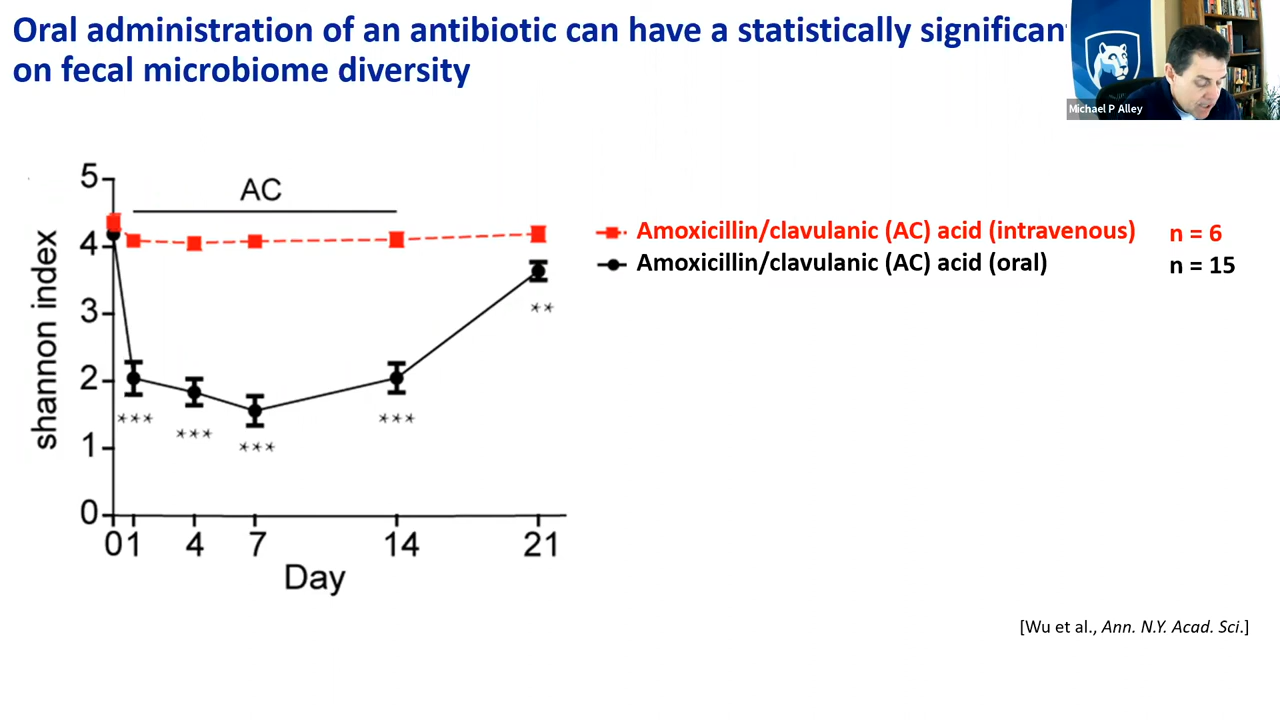 Oral administration of an antibiotic can have a statistically significan
on fecal microbiome diversity
Michael P Alley
AC
Amoxicillin/clavulanic (AC) acid (intravenous) n = 6
Amoxicillin/clavulanic (AC) acid (oral) n = 15
shannon index
5
4
3
2
1
0
**
***
***
***
***
0 1 4 7 14 21
Day
[Wu et al., Ann. N.Y. Acad. Sci.]